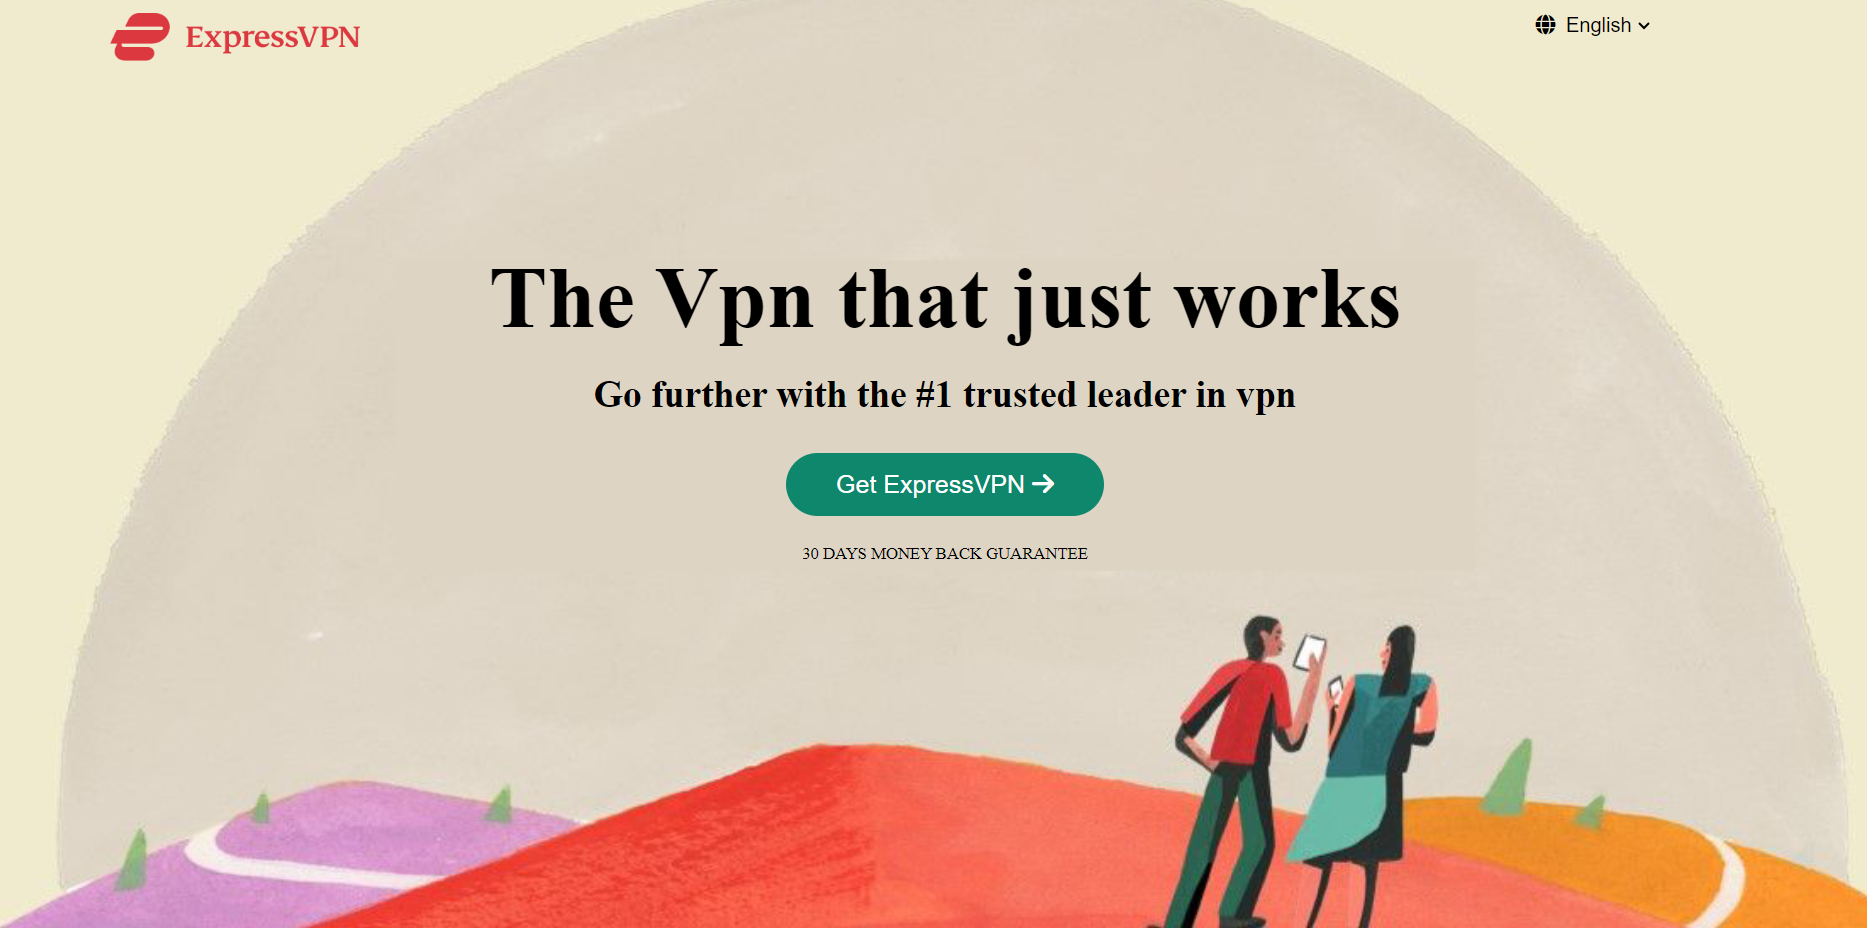 ExpressVPN
English
The Vpn that just works
Go further with the #1 trusted leader in vpn
Get ExpressVPN →
30 DAYS MONEY BACK GUARANTEE